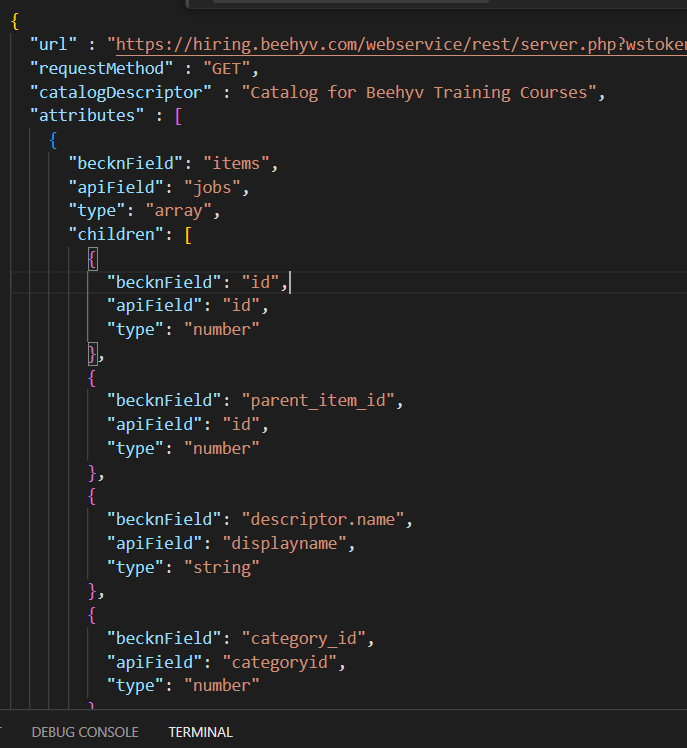 {
"url" : "https://hiring.beehyv.com/webservice/rest/server.php?wstoken
"requestMethod" : "GET",
"catalogDescriptor" : "Catalog for Beehyv Training Courses",
"attributes" : [
{
"becknField": "items",
"apiField": "jobs",
"type": "array",
"children": [
{
"becknField": "id",
"apiField": "id",
"type": "number"
},
{
"becknField": "parent_item_id",
"apiField": "id",
"type": "number"
},
{
"becknField": "descriptor.name",
"apiField": "displayname",
"type": "string"
},
{
"becknField": "category_id",
"apiField": "categoryid",
"type": "number"
}
DEBUG CONSOLE TERMINAL